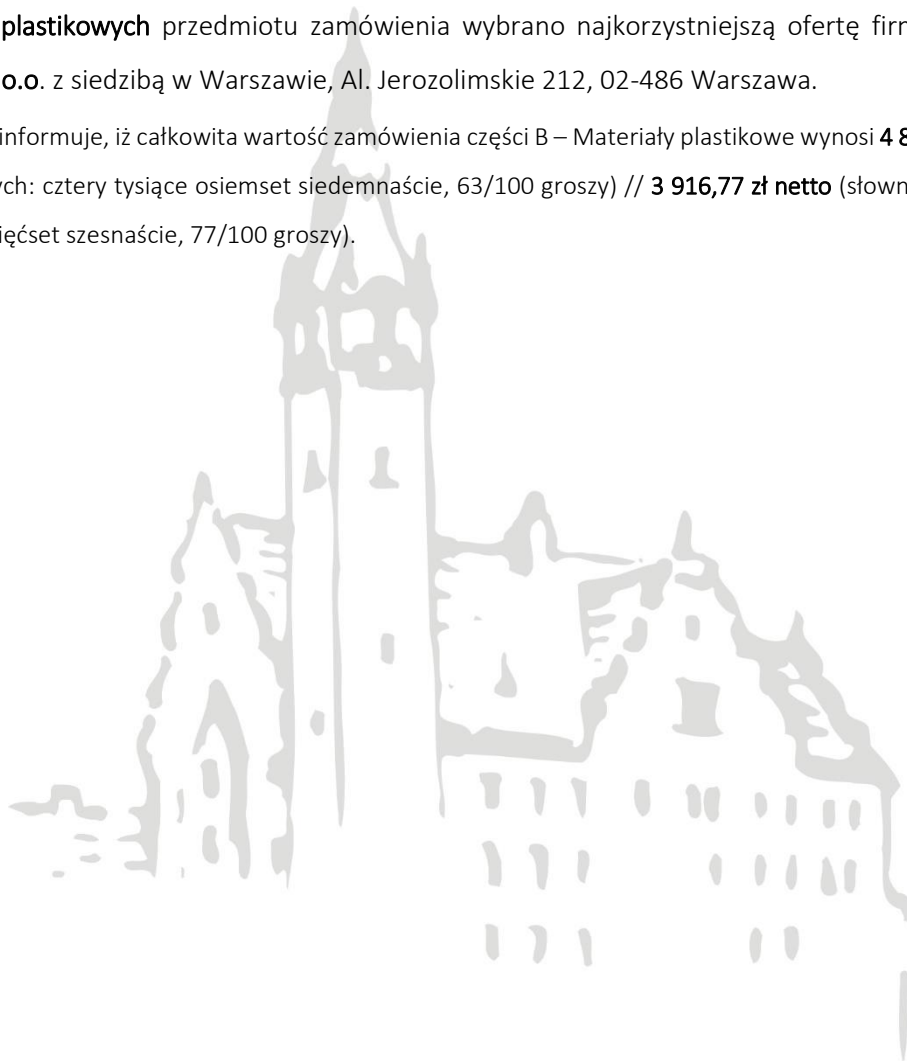 plastikowych przedmiotu zamówienia wybrano najkorzystniejszą ofertę firm
o.o. z siedzibą w Warszawie, Al. Jerozolimskie 212, 02-486 Warszawa.
informuje, iż całkowita wartość zamówienia części B – Materiały plastikowe wynosi 4 8
ych: cztery tysiące osiemset siedemnaście, 63/100 groszy) // 3 916,77 zł netto (słown
ięćset szesnaście, 77/100 groszy).